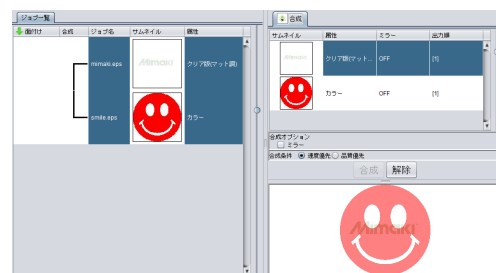 ジョブ一覧
面付け 合成 ジョブ名 サムネイル 属性
mimaki.eps Mimaki クリア版(マット調)
smile.eps カラー
合成
サムネイル 属性 ミラー 出力順
クリア版(マット... OFF [1]
カラー OFF [1]
合成オプション
ミラー
合成条件 速度優先 品質優先
合成 解除
Mimaki